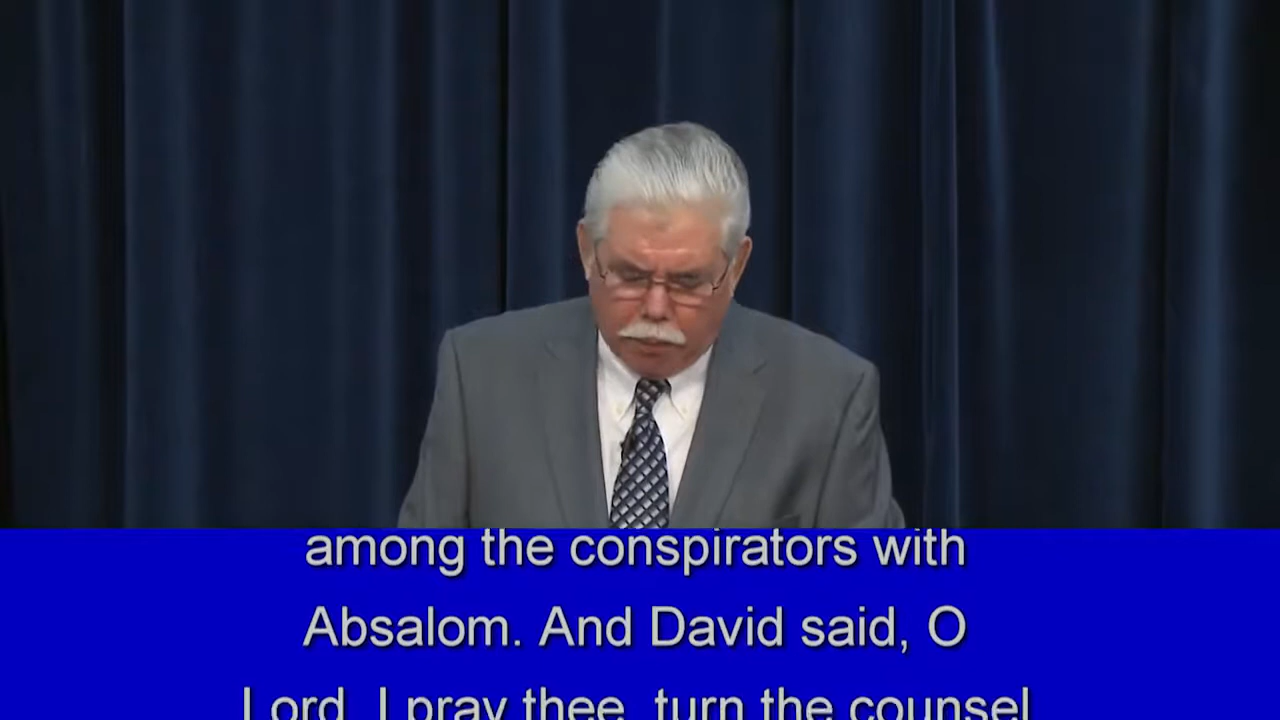 among the conspirators with
Absalom. And David said, O
Lord, I pray thee, turn the counsel